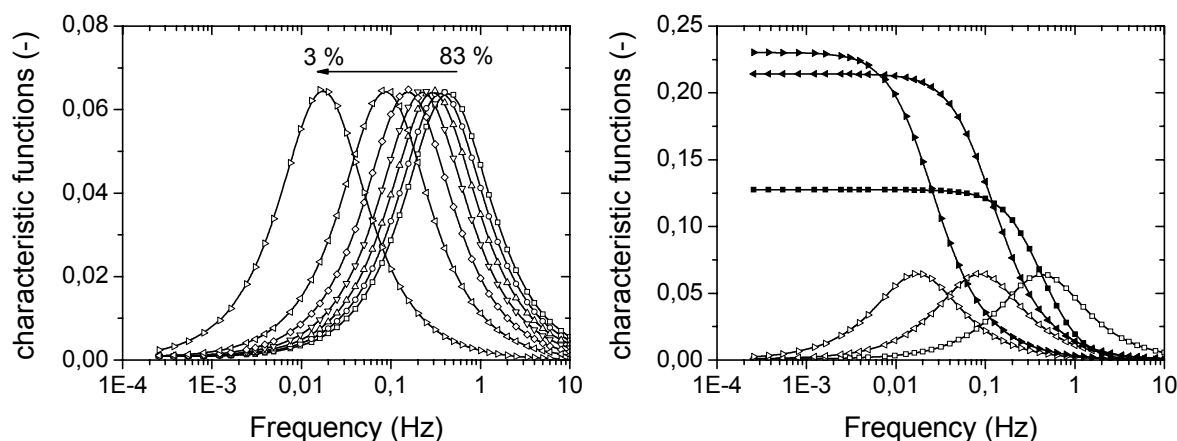 characteristic functions (-)
0,08
0,06
0,04
0,02
0,00
3 %
83 %
1E-4
1E-3
0,01
0,1
1
10
Frequency (Hz)
characteristic functions (-)
0,25
0,20
0,15
0,10
0,05
0,00
1E-4
1E-3
0,01
0,1
1
10
Frequency (Hz)